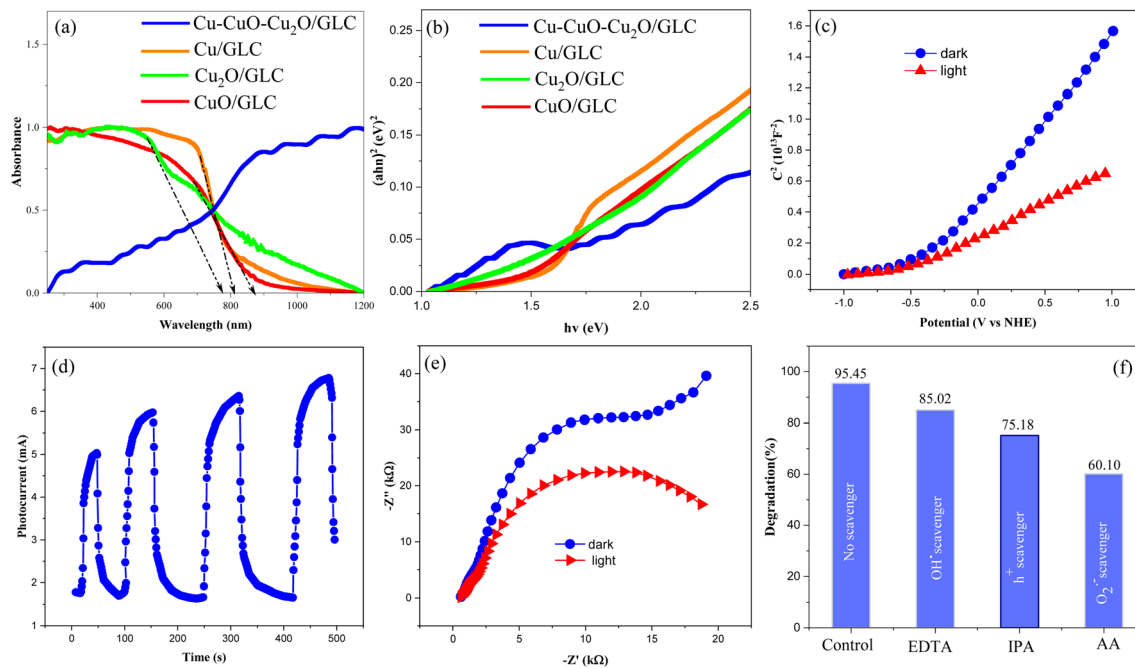 (a)
Cu-CuO-Cu₂O/GLC
Cu/GLC
Cu₂O/GLC
CuO/GLC
1.5
1.0
0.5
0.0
400
600
800
1000
1200
Absorbance
Wavelength (nm)
(b)
Cu-CuO-Cu₂O/GLC
Cu/GLC
Cu₂O/GLC
CuO/GLC
0.25
0.20
0.15
0.10
0.05
0.00
1.0
1.5
2.0
2.5
(ahn)² (eV)²
hv (eV)
(c)
dark
light
1.6
1.4
1.2
1.0
0.8
0.6
0.4
0.2
0.0
-1.0
-0.5
0.0
0.5
1.0
C² (10¹³F⁻²)
Potential (V vs NHE)
(d)
7
6
5
4
3
2
1
0
100
200
300
400
500
Photocurrent (mA)
Time (s)
(e)
40
30
20
10
0
0
5
10
15
20
25
-Z'' (kΩ)
-Z' (kΩ)
dark
light
(f)
100
80
60
40
20
0
Degradation(%)
95.45
85.02
75.18
60.10
No scavenger
OH˙ scavenger
h⁺ scavenger
O₂˙⁻ scavenger
Control
EDTA
IPA
AA